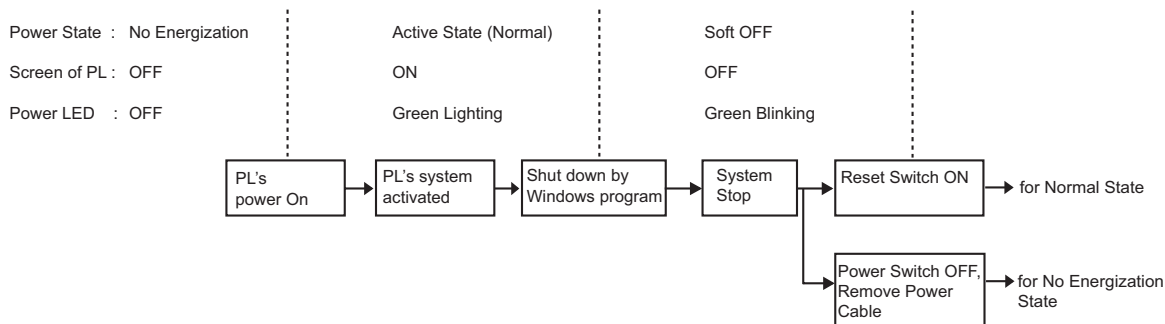 Power State : No Energization Active State (Normal) Soft OFF
Screen of PL : OFF ON OFF
Power LED : OFF Green Lighting Green Blinking
PL's
power On
PL's system
activated
Shut down by
Windows program
System
Stop
Reset Switch ON
for Normal State
Power Switch OFF,
Remove Power
Cable
for No Energization
State